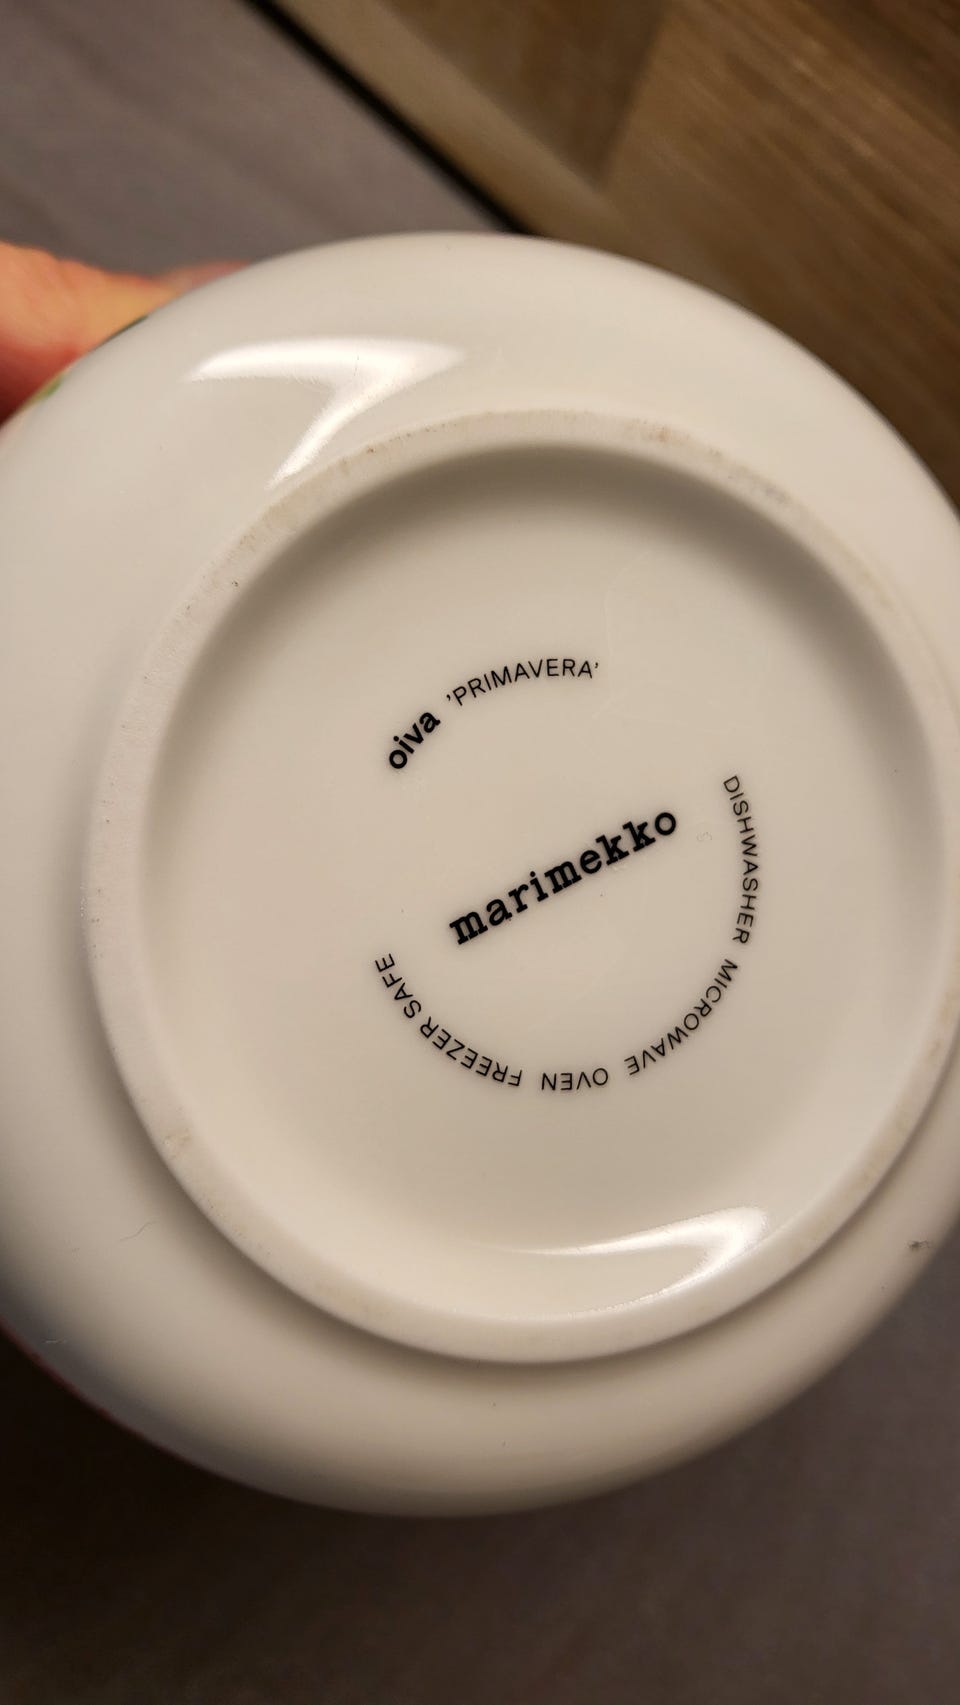 oiva ’PRIMAVERA’
marimekko
DISHWASHER MICROWAVE OVEN FREEZER SAFE